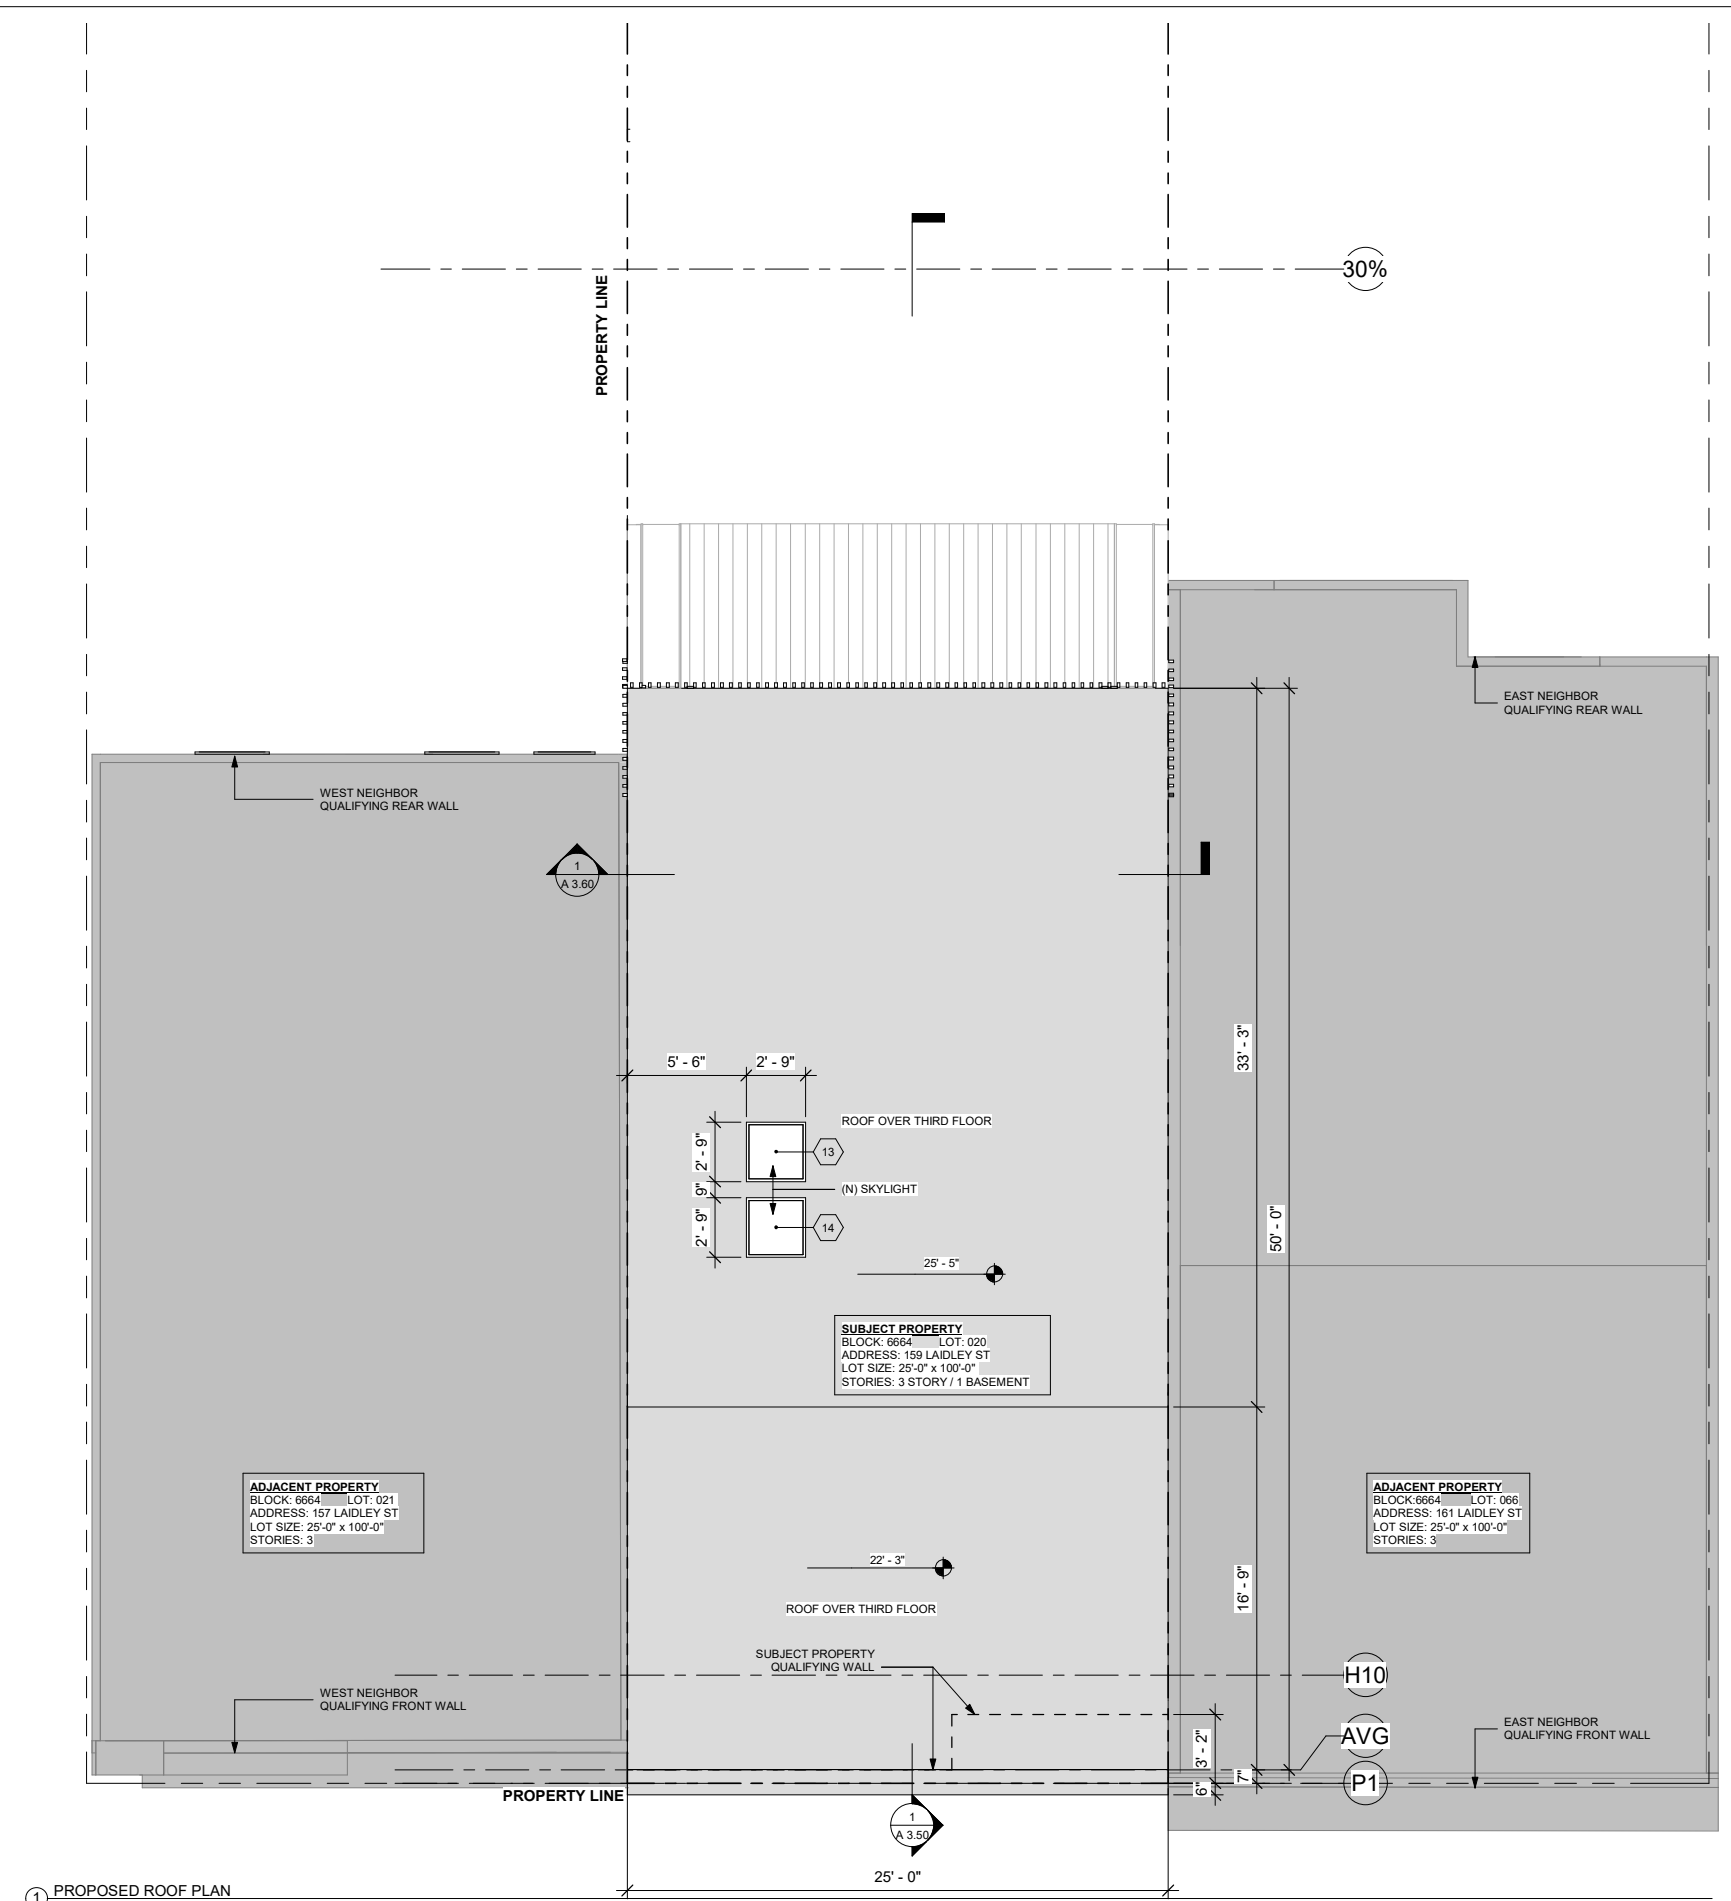 30%
PROPERTY LINE
EAST NEIGHBOR
QUALIFYING REAR WALL
WEST NEIGHBOR
QUALIFYING REAR WALL
1
A 3.60
33' - 3"
5' - 6"
2' - 9"
ROOF OVER THIRD FLOOR
2' - 9"
13
9"
(N) SKYLIGHT
2' - 9"
14
50' - 0"
25' - 5"
SUBJECT PROPERTY
BLOCK: 6664 LOT: 020
ADDRESS: 159 LAIDLEY ST
LOT SIZE: 25'-0" x 100'-0"
STORIES: 3 STORY / 1 BASEMENT
ADJACENT PROPERTY
BLOCK: 6664 LOT: 021
ADDRESS: 157 LAIDLEY ST
LOT SIZE: 25'-0" x 100'-0"
STORIES: 3
ADJACENT PROPERTY
BLOCK:6664 LOT: 066
ADDRESS: 161 LAIDLEY ST
LOT SIZE: 25'-0" x 100'-0"
STORIES: 3
22' - 3"
16' - 9"
ROOF OVER THIRD FLOOR
SUBJECT PROPERTY
QUALIFYING WALL
H10
WEST NEIGHBOR
QUALIFYING FRONT WALL
EAST NEIGHBOR
QUALIFYING FRONT WALL
AVG
3' - 2"
7"
P1
6"
PROPERTY LINE
1
A 3.50
25' - 0"
1
PROPOSED ROOF PLAN